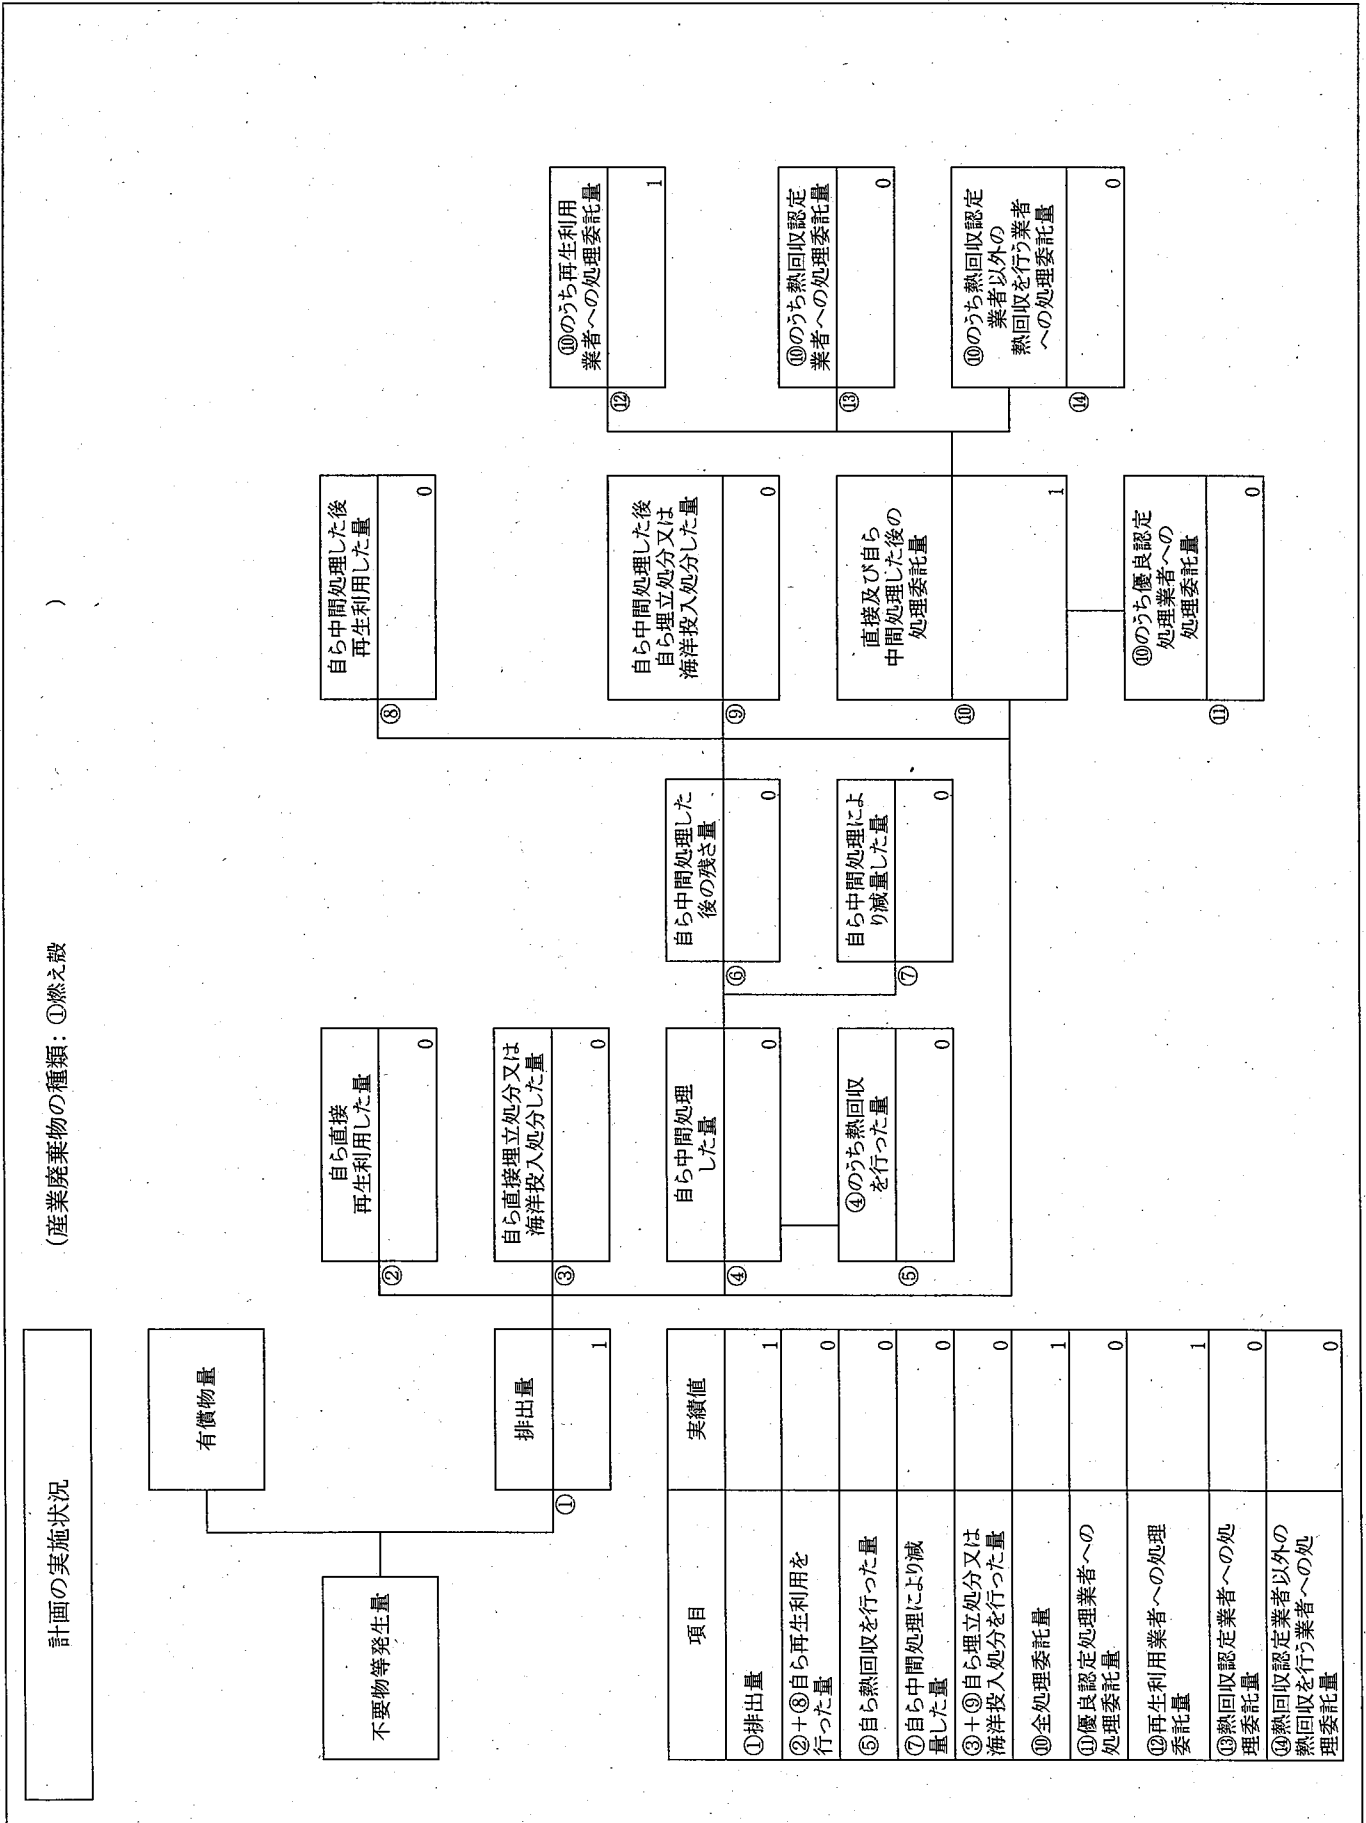 計画の実施状況
(産業廃棄物の種類：①燃え殻 )
不要物等発生量
有償物量
排出量
①
1
自ら直接
再生利用した量
②
0
自ら直接埋立処分又は
海洋投入処分した量
③
0
自ら中間処理
した量
④
0
④のうち熱回収
を行った量
⑤
0
自ら中間処理した
後の残さ量
⑥
0
自ら中間処理によ
り減量した量
⑦
0
自ら中間処理した後
再生利用した量
⑧
0
自ら中間処理した後
自ら埋立処分又は
海洋投入処分した量
⑨
0
直接及び自ら
中間処理した後の
処理委託量
⑩
1
⑩のうち優良認定
処理業者への
処理委託量
⑪
0
⑩のうち再生利用
業者への処理委託量
⑫
1
⑩のうち熱回収認定
業者への処理委託量
⑬
0
⑩のうち熱回収認定
業者以外の
熱回収を行う業者
への処理委託量
⑭
0
項目 実績値
①排出量 1
②+⑧自ら再生利用を
行った量 0
⑤自ら熱回収を行った量 0
⑦自ら中間処理により減
量した量 0
③+⑨自ら埋立処分又は
海洋投入処分を行った量 0
⑩全処理委託量 1
⑪優良認定処理業者への
処理委託量 0
⑫再生利用業者への処理
委託量 1
⑬熱回収認定業者への処
理委託量 0
⑭熱回収認定業者以外の
熱回収を行う業者への処
理委託量 0